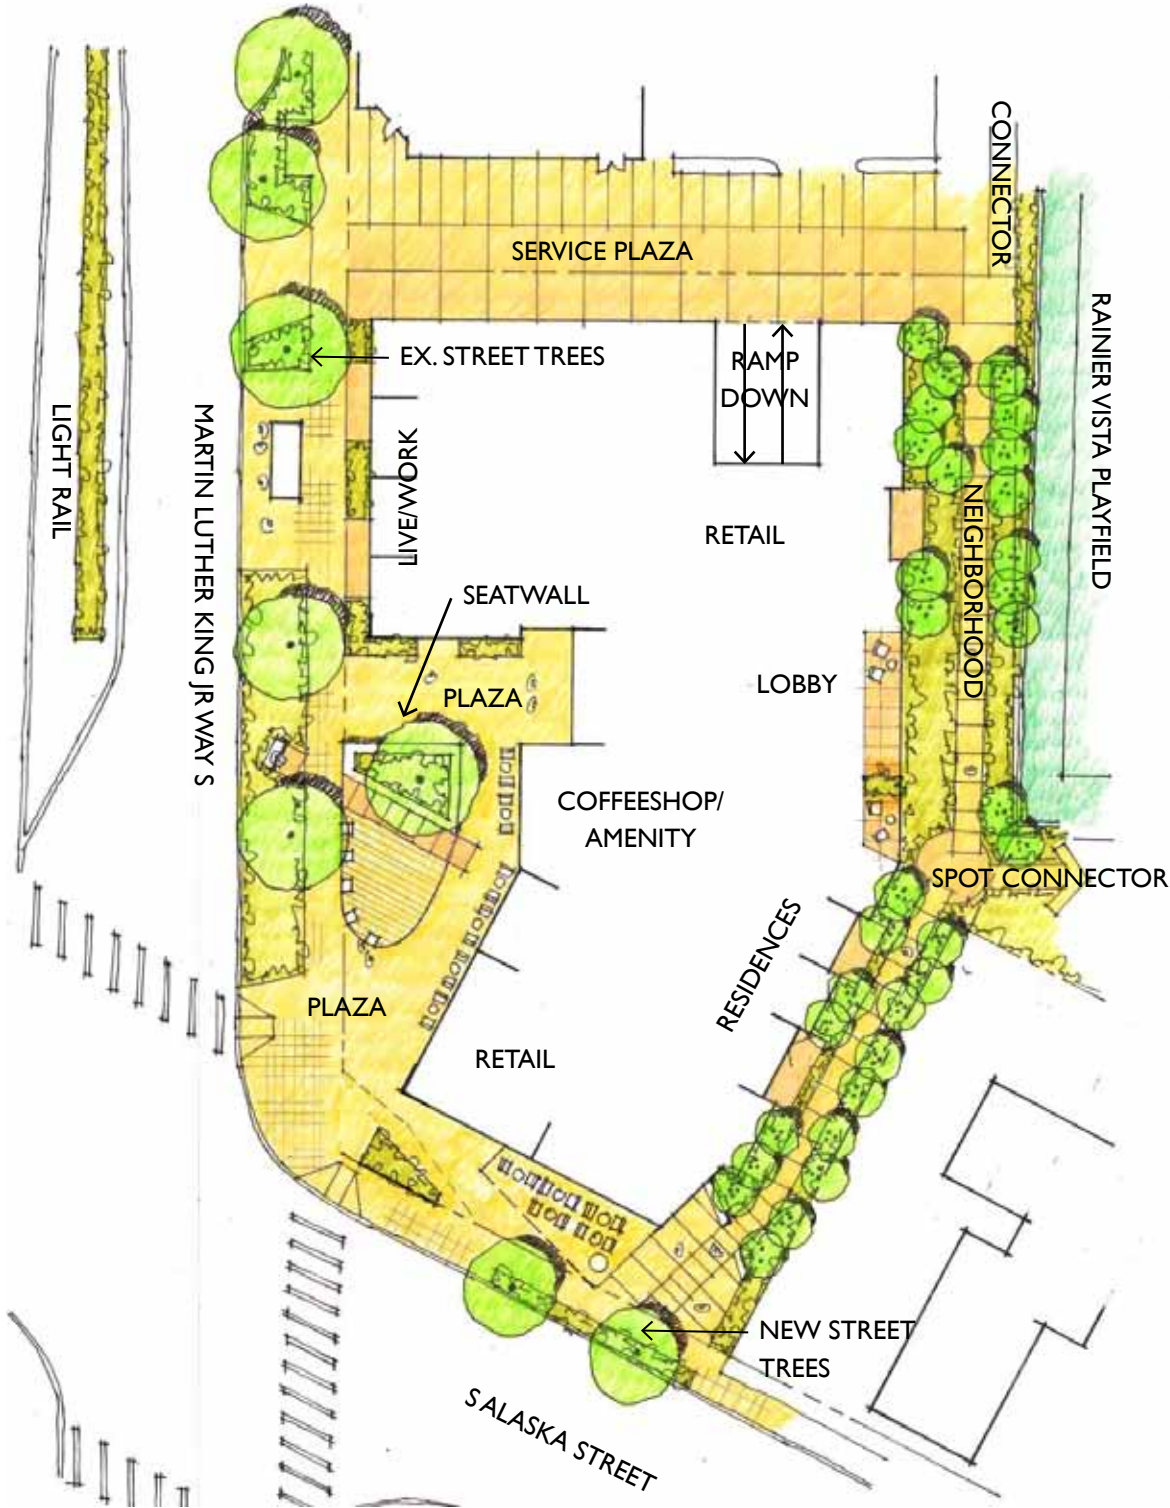 CONNECTOR
SERVICE PLAZA
RAINIER VISTA PLAYFIELD
EX. STREET TREES
RAMP
DOWN
LIGHT RAIL
MARTIN LUTHER KING JR WAY S
LIVE/WORK
RETAIL
NEIGHBORHOOD
SEATWALL
PLAZA
LOBBY
COFFEESHOP/
AMENITY
SPOT CONNECTOR
RESIDENCES
PLAZA
RETAIL
NEW STREET
TREES
S ALASKA STREET